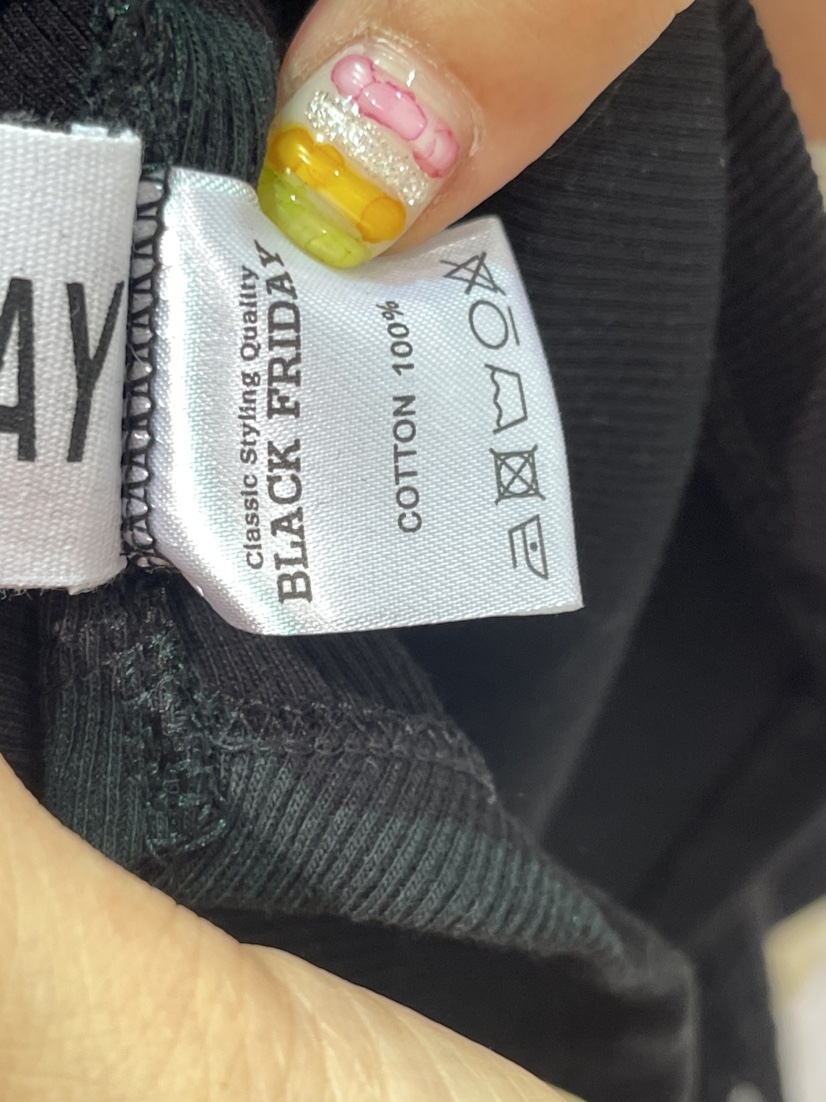 AY
Classic Styling Quality
BLACK FRIDAY
COTTON 100%